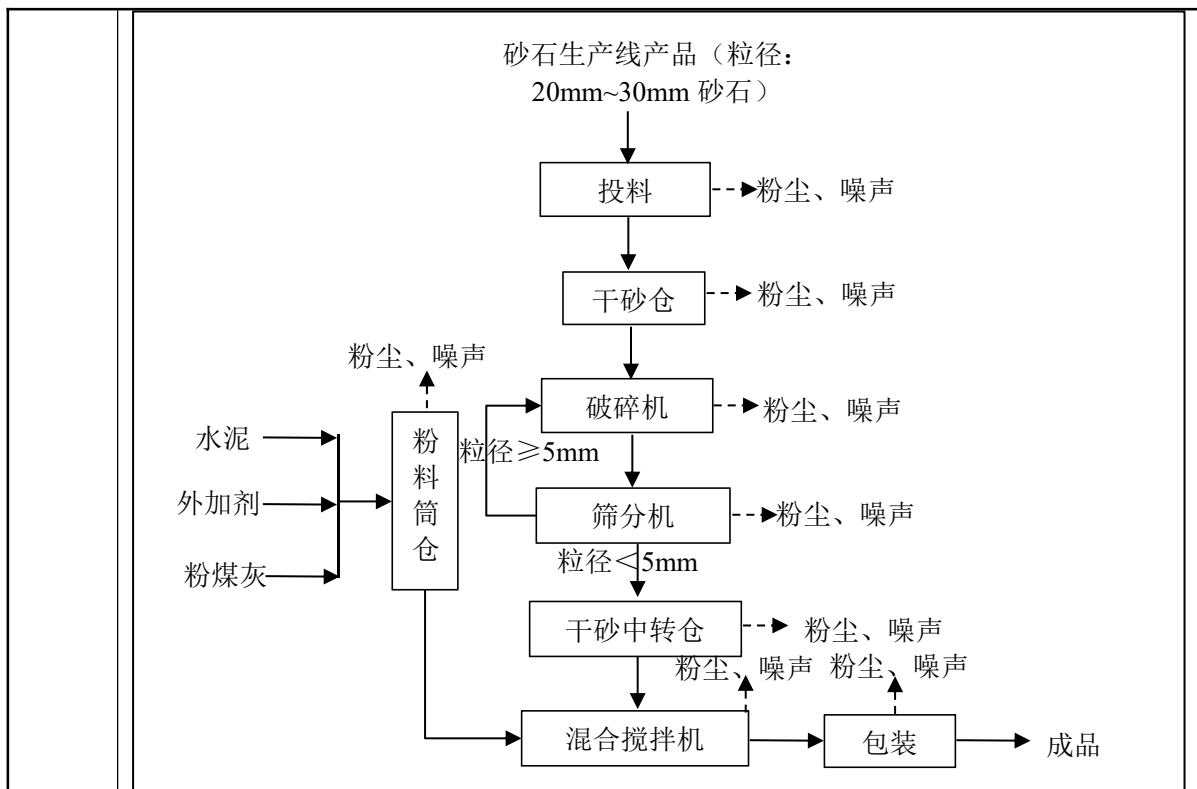 砂石生产线产品（粒径：
20mm~30mm 砂石）
投料
粉尘、噪声
干砂仓
粉尘、噪声
粉尘、噪声
破碎机
粉尘、噪声
水泥
粉料筒仓
粒径≥5mm
外加剂
筛分机
粉尘、噪声
粒径＜5mm
粉煤灰
干砂中转仓
粉尘、噪声
粉尘、噪声
粉尘、噪声
混合搅拌机
包装
成品